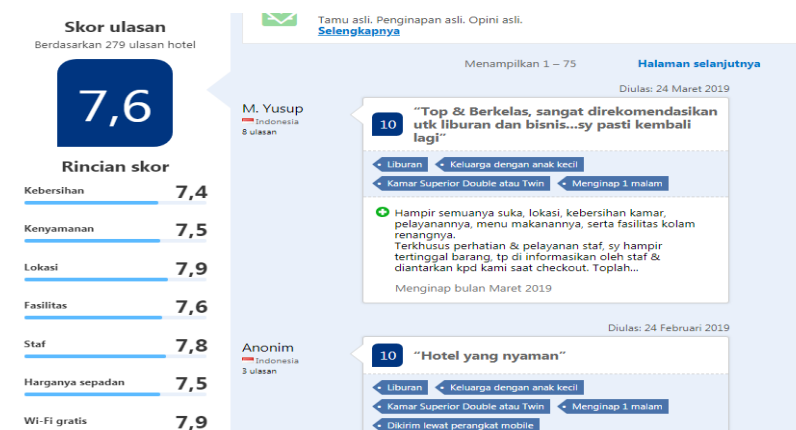 Skor ulasan
Berdasarkan 279 ulasan hotel
7,6
Rincian skor
Kebersihan 7,4
Kenyamanan 7,5
Lokasi 7,9
Fasilitas 7,6
Staf 7,8
Harganya sepadan 7,5
Wi-Fi gratis 7,9
Tamu asli. Penginapan asli. Opini asli.
Selengkapnya
Menampilkan 1 – 75 Halaman selanjutnya
Diulas: 24 Maret 2019
M. Yusup
Indonesia
8 ulasan
10
“Top & Berkelas, sangat direkomendasikan
utk liburan dan bisnis...sy pasti kembali
lagi”
• Liburan • Keluarga dengan anak kecil
• Kamar Superior Double atau Twin • Menginap 1 malam
Hampir semuanya suka, lokasi, kebersihan kamar,
pelayanannya, menu makanannya, serta fasilitas kolam
renangnya.
Terkhusus perhatian & pelayanan staf, sy hampir
tertinggal barang, tp di informasikan oleh staf &
diantarkan kpd kami saat checkout. Toplah...
Menginap bulan Maret 2019
Diulas: 24 Februari 2019
Anonim
Indonesia
3 ulasan
10
“Hotel yang nyaman”
• Liburan • Keluarga dengan anak kecil
• Kamar Superior Double atau Twin • Menginap 1 malam
• Dikirim lewat perangkat mobile